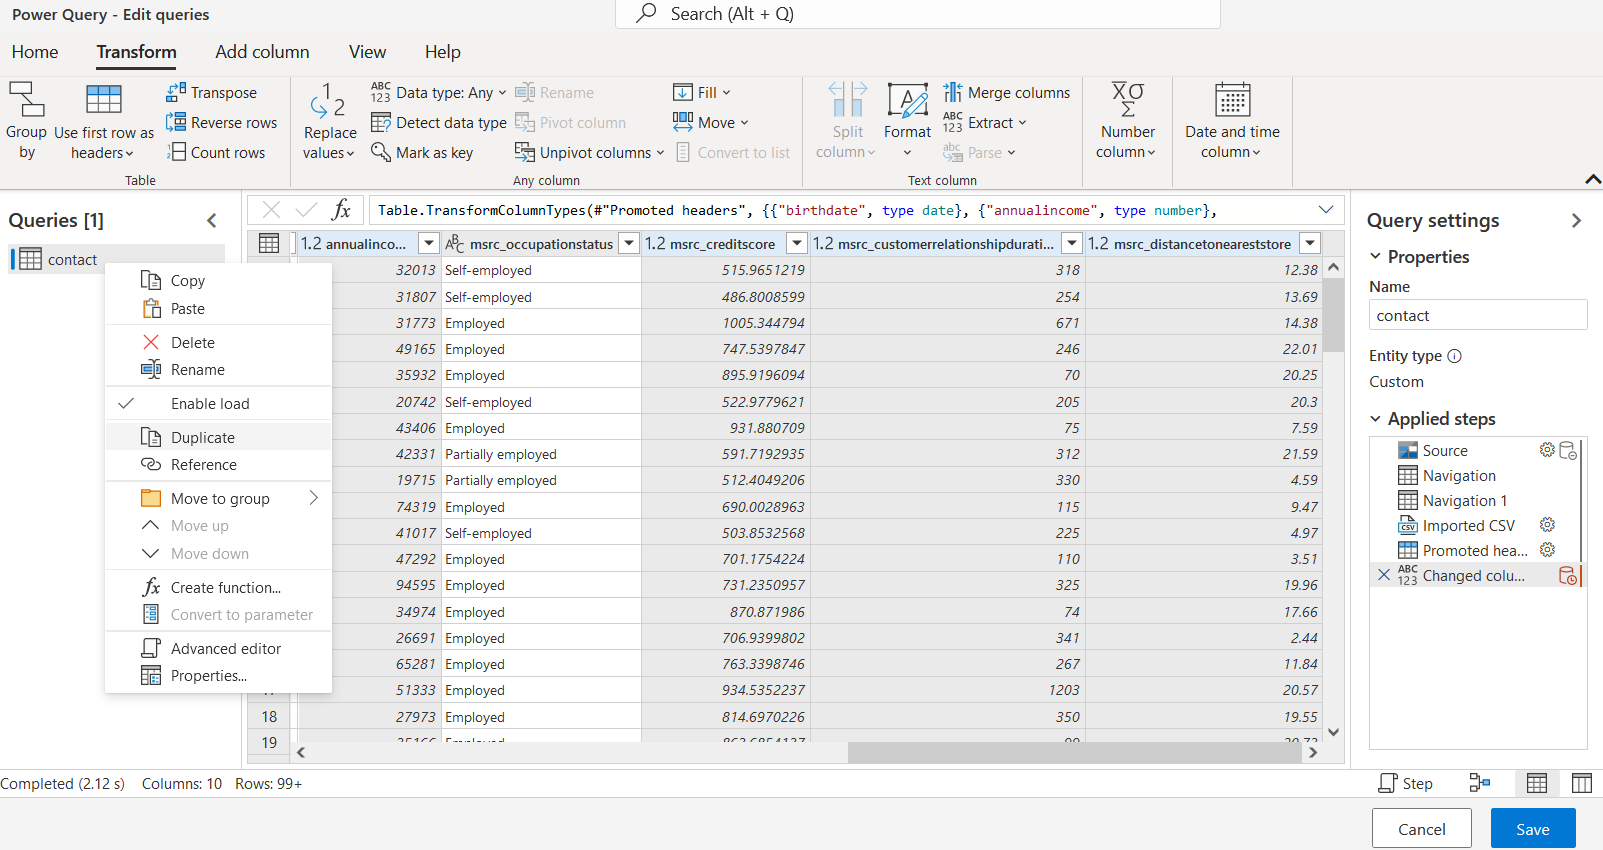 Power Query - Edit queries
Search (Alt + Q)
Home Transform Add column View Help
Group by
Use first row as headers
Transpose
Reverse rows
Count rows
Table
Replace values
ABC 123 Data type: Any
Detect data type
Mark as key
Rename
Pivot column
Unpivot columns
Fill
Move
Convert to list
Any column
Split column
Format
Merge columns
ABC 123 Extract
abc Parse
Text column
Number column
Date and time column
Queries [1]
contact
Copy
Paste
Delete
Rename
Enable load
Duplicate
Reference
Move to group
Move up
Move down
Create function...
Convert to parameter
Advanced editor
Properties...
fx Table.TransformColumnTypes(#"Promoted headers", {{"birthdate", type date}, {"annualincome", type number},
1.2 annualinco... ABC msrc_occupationstatus 1.2 msrc_creditscore 1.2 msrc_customerrelationshipdurati... 1.2 msrc_distancetoneareststore
32013 Self-employed 515.9651219 318 12.38
31807 Self-employed 486.8008599 254 13.69
31773 Employed 1005.344794 671 14.38
49165 Employed 747.5397847 246 22.01
35932 Employed 895.9196094 70 20.25
20742 Self-employed 522.9779621 205 20.3
43406 Employed 931.880709 75 7.59
42331 Partially employed 591.7192935 312 21.59
19715 Partially employed 512.4049206 330 4.59
74319 Employed 690.0028963 115 9.47
41017 Self-employed 503.8532568 225 4.97
47292 Employed 701.1754224 110 3.51
94595 Employed 731.2350957 325 19.96
34974 Employed 870.871986 74 17.66
26691 Employed 706.9399802 341 2.44
65281 Employed 763.3398746 267 11.84
51333 Employed 934.5352237 1203 20.57
18 27973 Employed 814.6970226 350 19.55
19
Query settings
Properties
Name
contact
Entity type
Custom
Applied steps
Source
Navigation
Navigation 1
Imported CSV
Promoted hea...
ABC 123 Changed colu...
Completed (2.12 s) Columns: 10 Rows: 99+
Step
Cancel Save